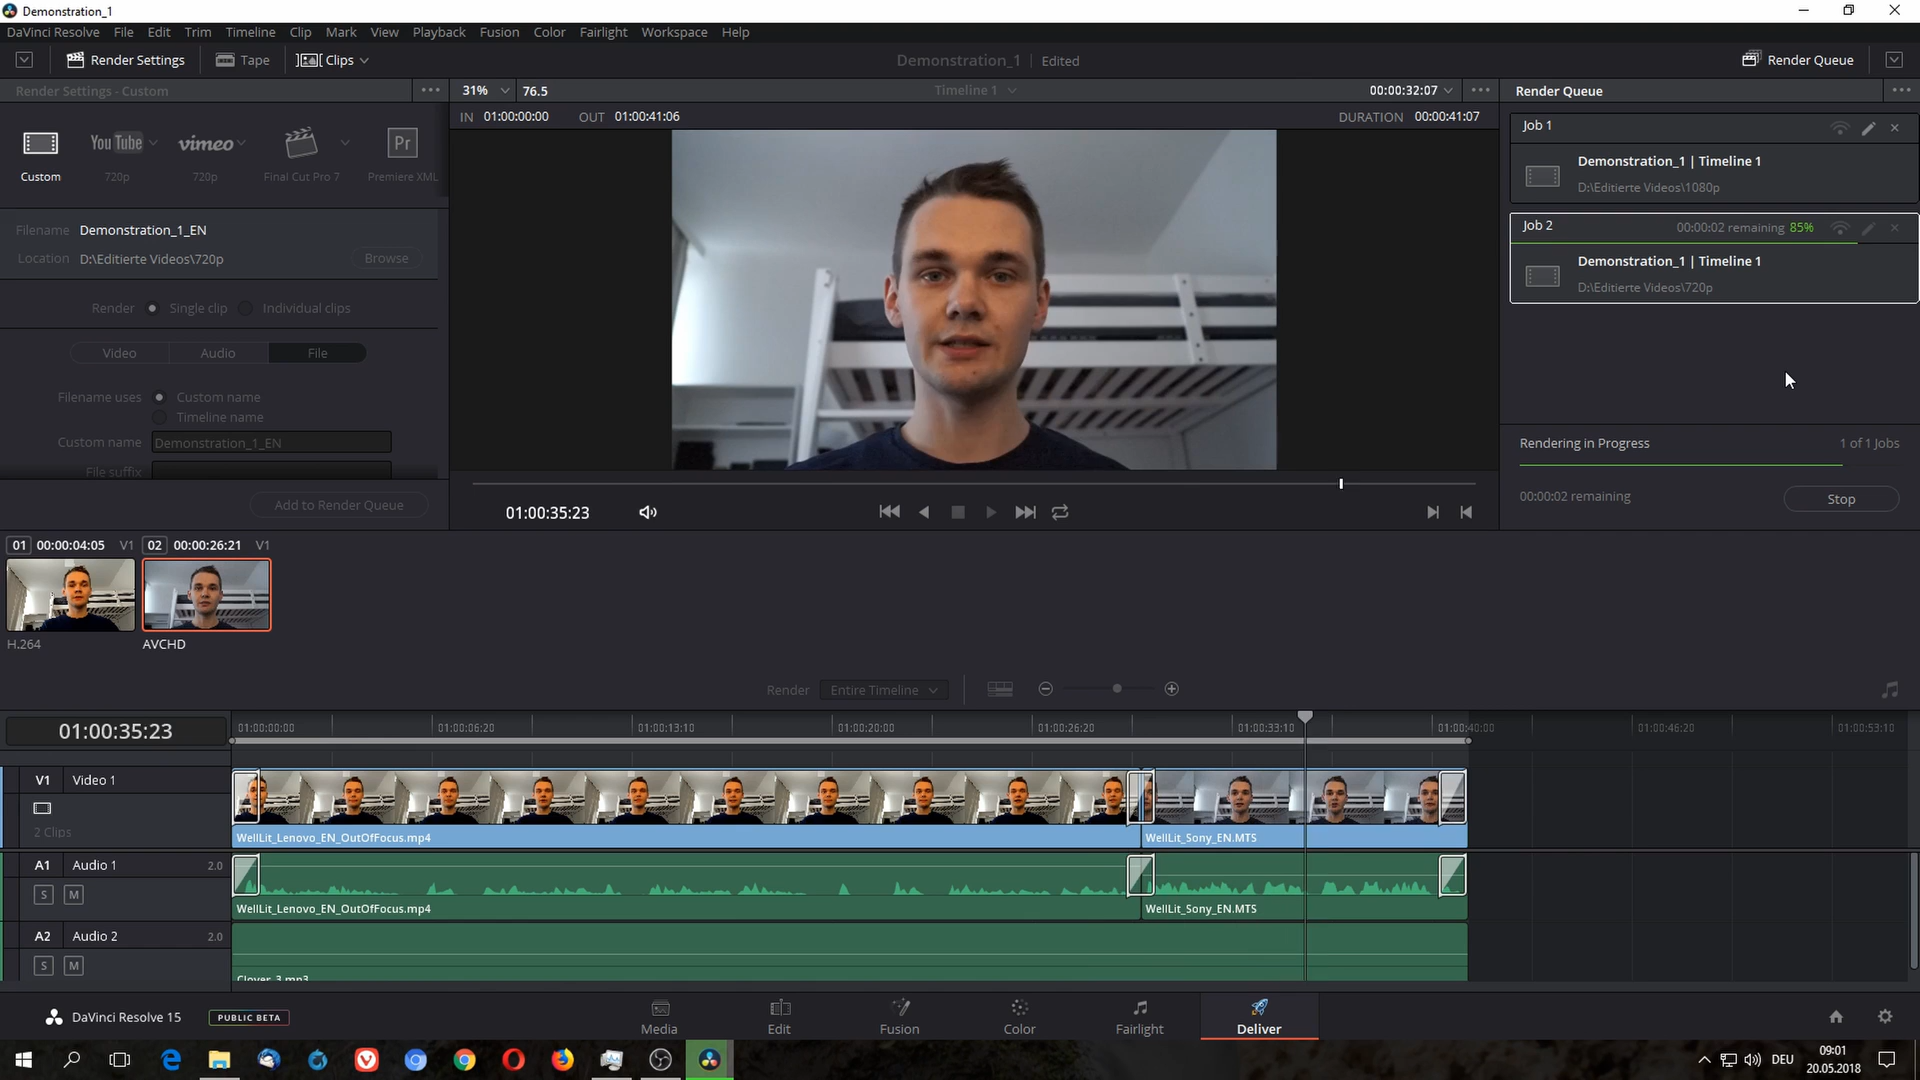 Demonstration_1
DaVinci Resolve File Edit Trim Timeline Clip Mark View Playback Fusion Color Fairlight Workspace Help
Render Settings Tape Clips Demonstration_1 Edited Render Queue
Render Settings - Custom 31% 76.5 Timeline 1 00:00:32:07 Render Queue
IN 01:00:00:00 OUT 01:00:41:06 DURATION 00:00:41:07
Job 1
Demonstration_1 | Timeline 1
D:\Editierte Videos\1080p
Job 2 00:00:02 remaining 85%
Demonstration_1 | Timeline 1
D:\Editierte Videos\720p
YouTube vimeo Pr
Custom 720p 720p Final Cut Pro 7 Premiere XML
Filename Demonstration_1_EN
Location D:\Editierte Videos\720p Browse
Render Single clip Individual clips
Video Audio File
Filename uses Custom name
Timeline name
Custom name Demonstration_1_EN
File suffix
Add to Render Queue
Rendering in Progress 1 of 1 Jobs
00:00:02 remaining Stop
01:00:35:23
01 00:00:04:05 V1 02 00:00:26:21 V1
H.264 AVCHD
Render Entire Timeline
01:00:35:23 01:00:00:00 01:00:06:20 01:00:13:10 01:00:20:00 01:00:26:20 01:00:33:10 01:00:40:00 01:00:46:20 01:00:53:10
V1 Video 1
2 Clips
WellLit_Lenovo_EN_OutOfFocus.mp4 WellLit_Sony_EN.MTS
A1 Audio 1 2.0
S M
WellLit_Lenovo_EN_OutOfFocus.mp4 WellLit_Sony_EN.MTS
A2 Audio 2 2.0
S M
Clover_3.mp3
DaVinci Resolve 15 PUBLIC BETA
Media Edit Fusion Color Fairlight Deliver
DEU 09:01
20.05.2018